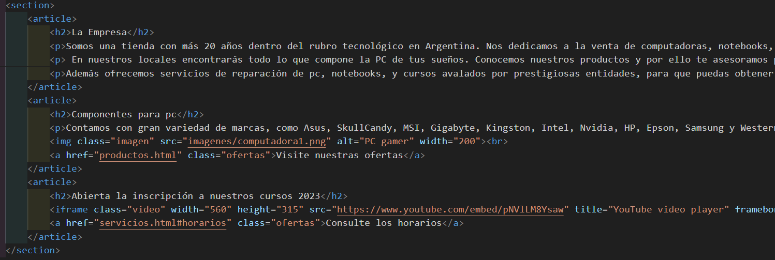 <section>
<article>
<h2>La Empresa</h2>
<p>Somos una tienda con más 20 años dentro del rubro tecnológico en Argentina. Nos dedicamos a la venta de computadoras, notebooks,
<p> En nuestros locales encontrarás todo lo que compone la PC de tus sueños. Conocemos nuestros productos y por ello te asesoramos
<p>Además ofrecemos servicios de reparación de pc, notebooks, y cursos avalados por prestigiosas entidades, para que puedas obtener
</article>
<article>
<h2>Componentes para pc</h2>
<p>Contamos con gran variedad de marcas, como Asus, SkullCandy, MSI, Gigabyte, Kingston, Intel, Nvidia, HP, Epson, Samsung y Western
<img class="imagen" src="imagenes/computadora1.png" alt="PC gamer" width="200"><br>
<a href="productos.html" class="ofertas">Visite nuestras ofertas</a>
</article>
<article>
<h2>Abierta la inscripción a nuestros cursos 2023</h2>
<iframe class="video" width="560" height="315" src="https://www.youtube.com/embed/pNVILM8Ysaw" title="YouTube video player" framebo
<a href="servicios.html#horarios" class="ofertas">Consulte los horarios</a>
</article>
</section>